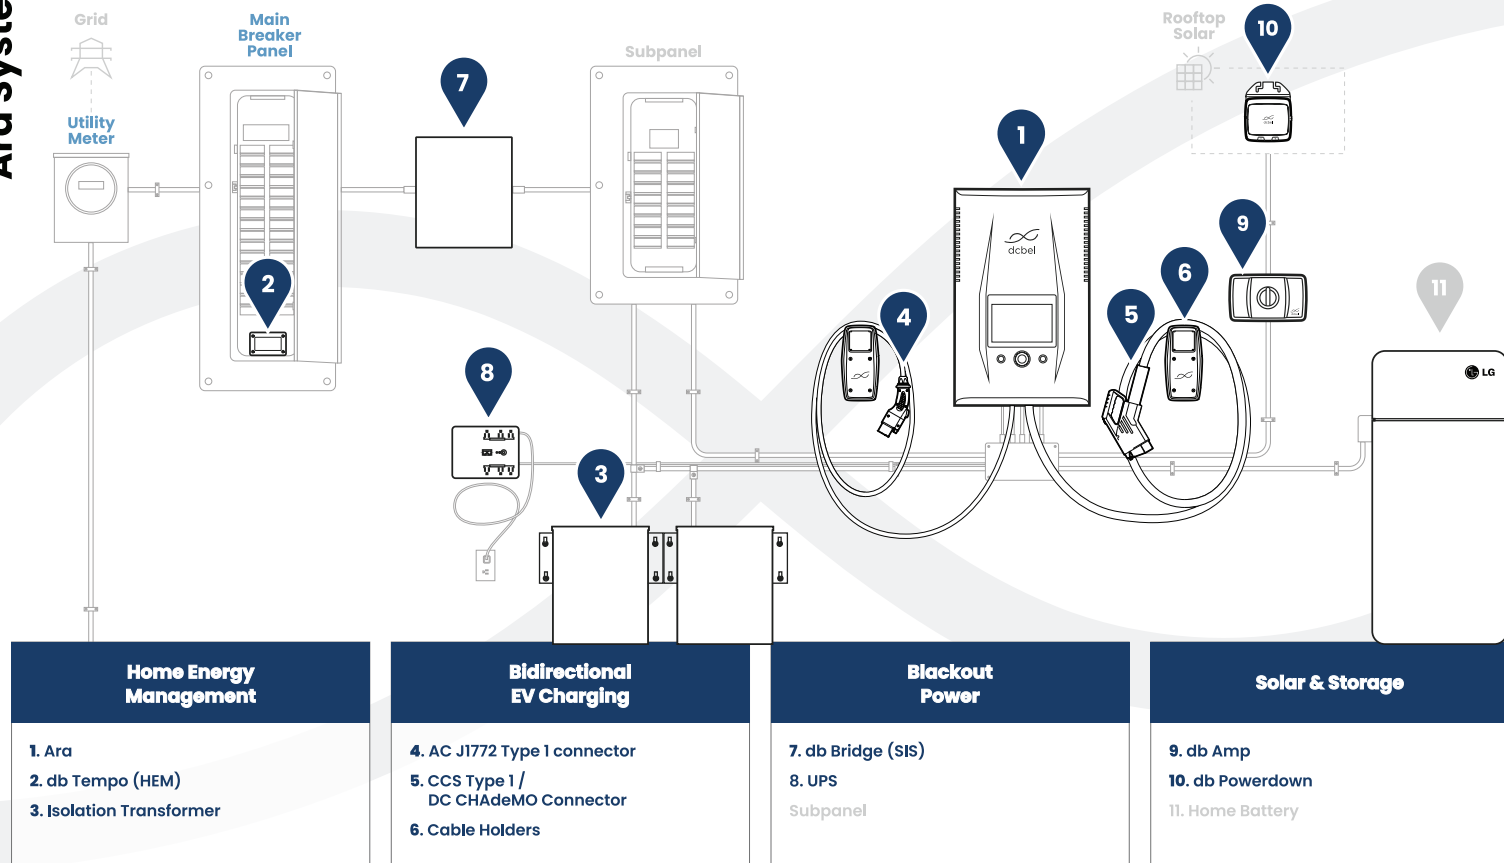 Ara Syste
Grid
Main
Breaker
Panel
Utility
Meter
7
Subpanel
Rooftop
Solar
10
1
dcbel
2
8
3
4
5
6
9
11
LG
Home Energy
Management
1. Ara
2. db Tempo (HEM)
3. Isolation Transformer
Bidirectional
EV Charging
4. AC J1772 Type 1 connector
5. CCS Type 1 /
DC CHAdeMO Connector
6. Cable Holders
Blackout
Power
7. db Bridge (SIS)
8. UPS
Subpanel
Solar & Storage
9. db Amp
10. db Powerdown
11. Home Battery